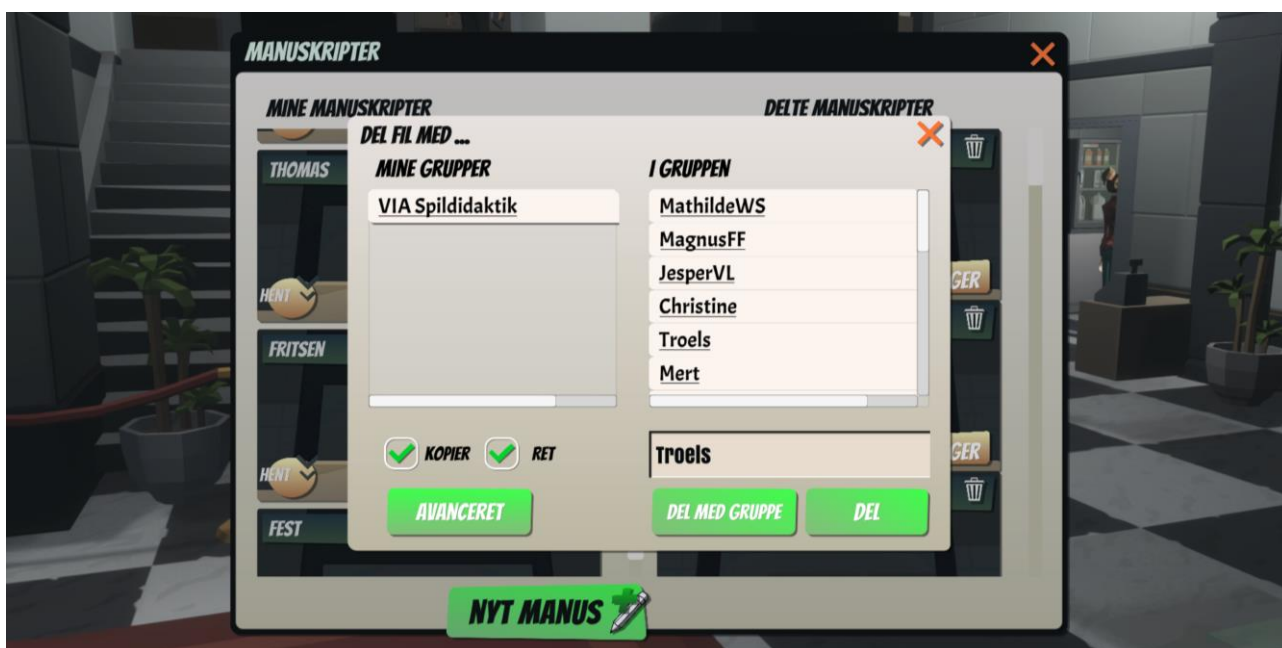 MANUSKRIPTER
MINE MANUSKRIPTER
DELTE MANUSKRIPTER
DEL FIL MED ...
MINE GRUPPER
I GRUPPEN
THOMAS
VIA Spildidaktik
MathildeWS
MagnusFF
JesperVL
Christine
Troels
Mert
HENT
GER
FRITSEN
KOPIER
RET
Troels
HENT
GER
AVANCERET
DEL MED GRUPPE
DEL
FEST
NYT MANUS